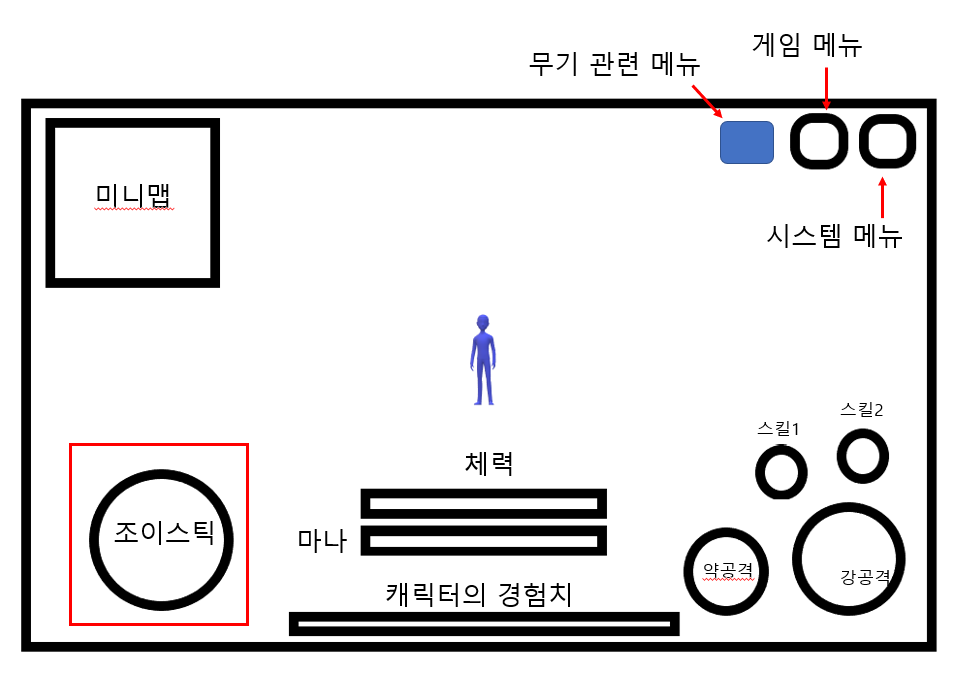 게임 메뉴
무기 관련 메뉴
미니맵
시스템 메뉴
스킬2
스킬1
체력
조이스틱
마나
약공격
강공격
캐릭터의 경험치